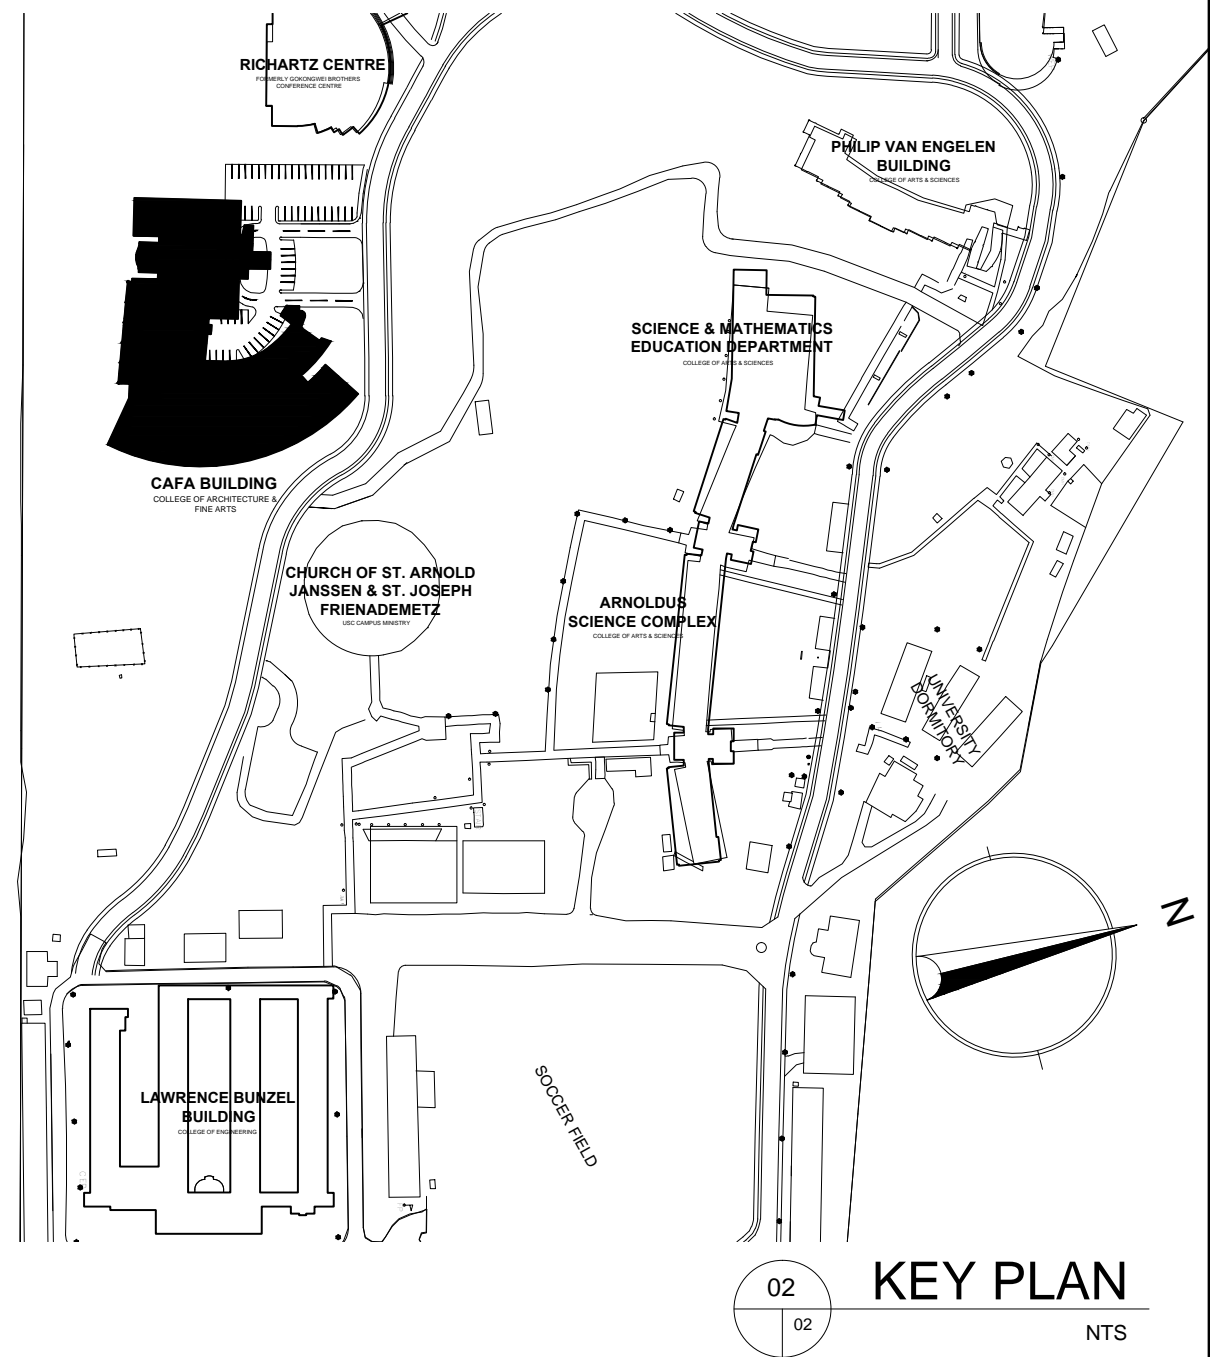 RICHARTZ CENTRE
FORMERLY GOKONGWEI BROTHERS
CONFERENCE CENTRE
PHILIP VAN ENGELEN
BUILDING
COLLEGE OF ARTS & SCIENCES
SCIENCE & MATHEMATICS
EDUCATION DEPARTMENT
COLLEGE OF ARTS & SCIENCES
CAFA BUILDING
COLLEGE OF ARCHITECTURE &
FINE ARTS
CHURCH OF ST. ARNOLD
JANSSEN & ST. JOSEPH
FRIENADEMETZ
USC CAMPUS MINISTRY
ARNOLDUS
SCIENCE COMPLEX
COLLEGE OF ARTS & SCIENCES
UNIVERSITY
DORMITORY
N
LAWRENCE BUNZEL
BUILDING
COLLEGE OF ENGINEERING
SOCCER FIELD
02
02
KEY PLAN
NTS